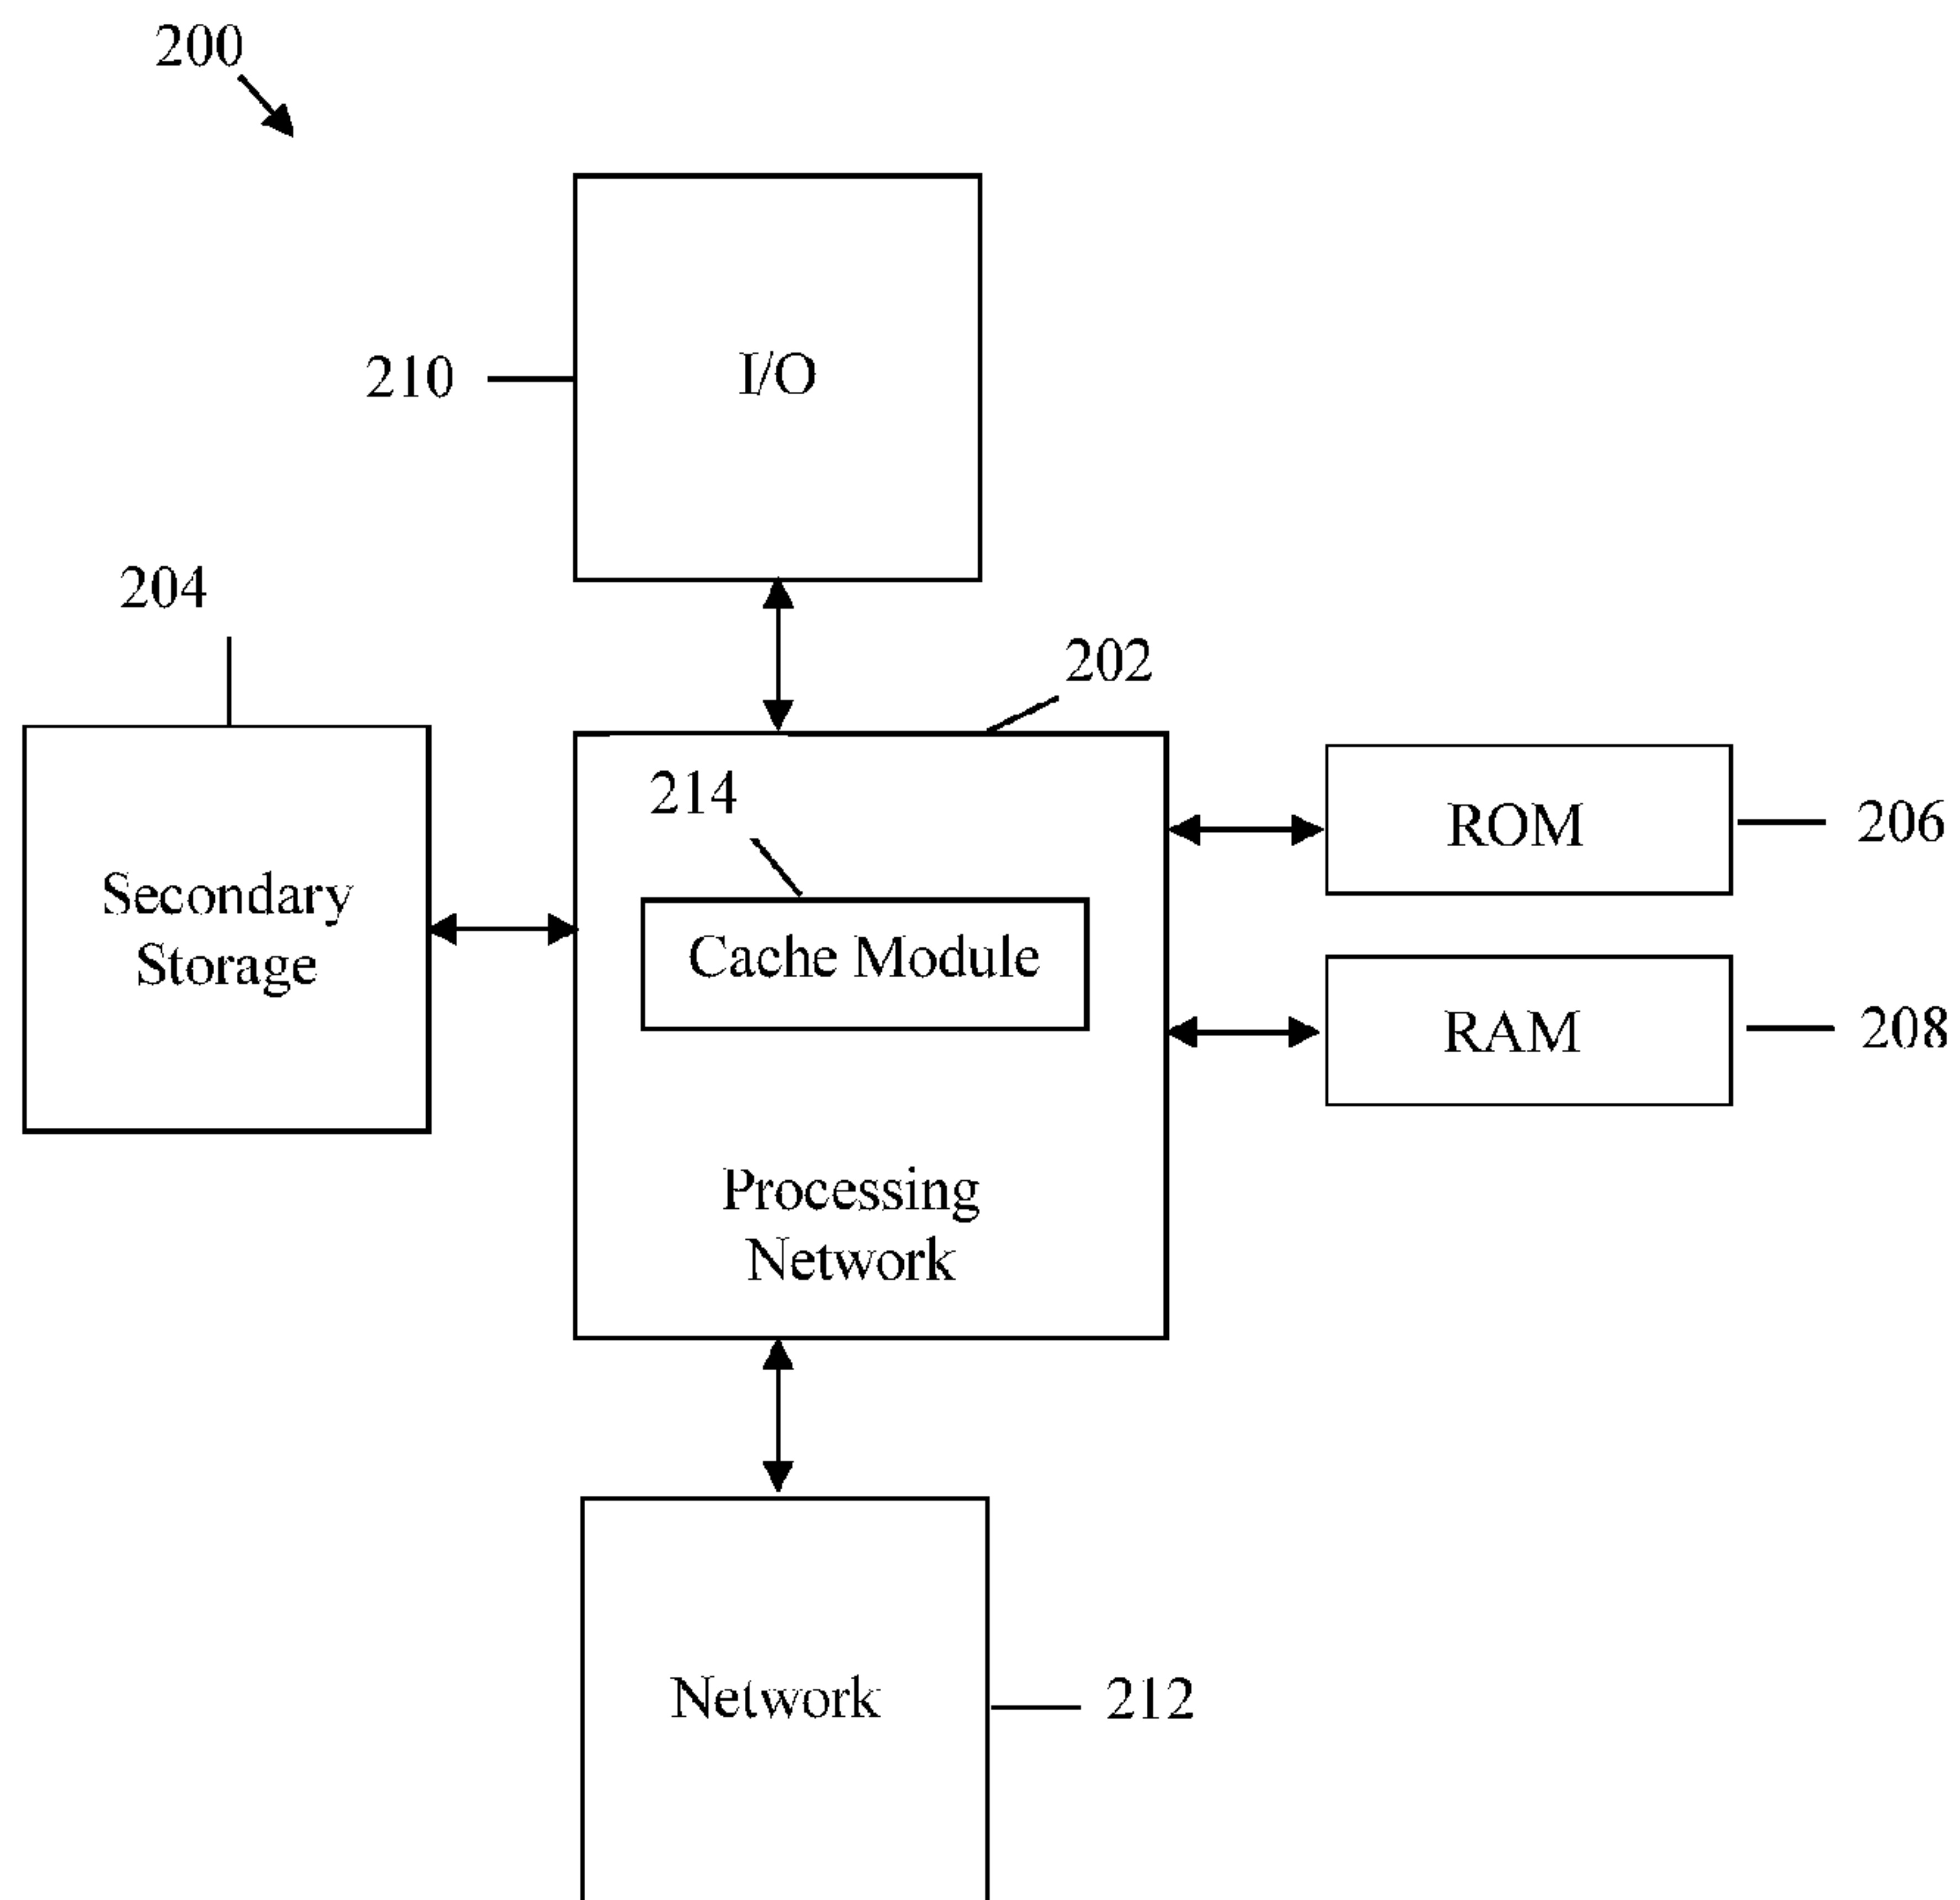 200
210
I/O
204
202
214
ROM
206
Secondary
Storage
Cache Module
RAM
208
Processing
Network
Network
212